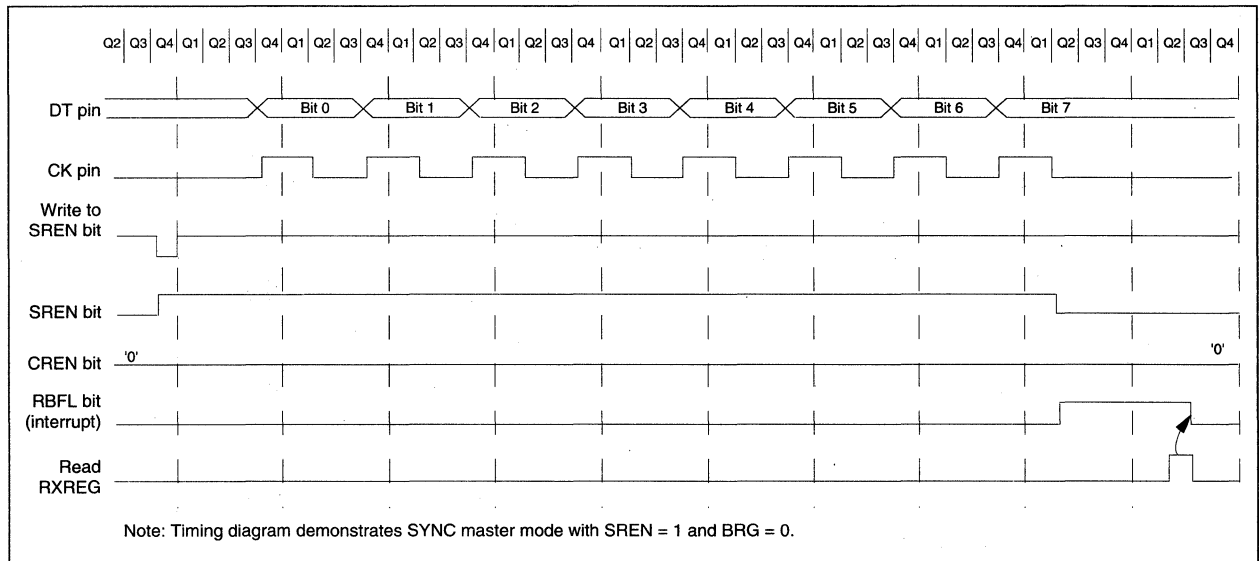 Q2 Q3 Q4 Q1 Q2 Q3 Q4 Q1 Q2 Q3 Q4 Q1 Q2 Q3 Q4 Q1 Q2 Q3 Q4 Q1 Q2 Q3 Q4 Q1 Q2 Q3 Q4 Q1 Q2 Q3 Q4 Q1 Q2 Q3 Q4 Q1 Q2 Q3 Q4 Q1 Q2 Q3 Q4
DT pin Bit 0 Bit 1 Bit 2 Bit 3 Bit 4 Bit 5 Bit 6 Bit 7
CK pin
Write to
SREN bit
SREN bit
CREN bit '0' '0'
RBFL bit
(interrupt)
Read
RXREG
Note: Timing diagram demonstrates SYNC master mode with SREN = 1 and BRG = 0.